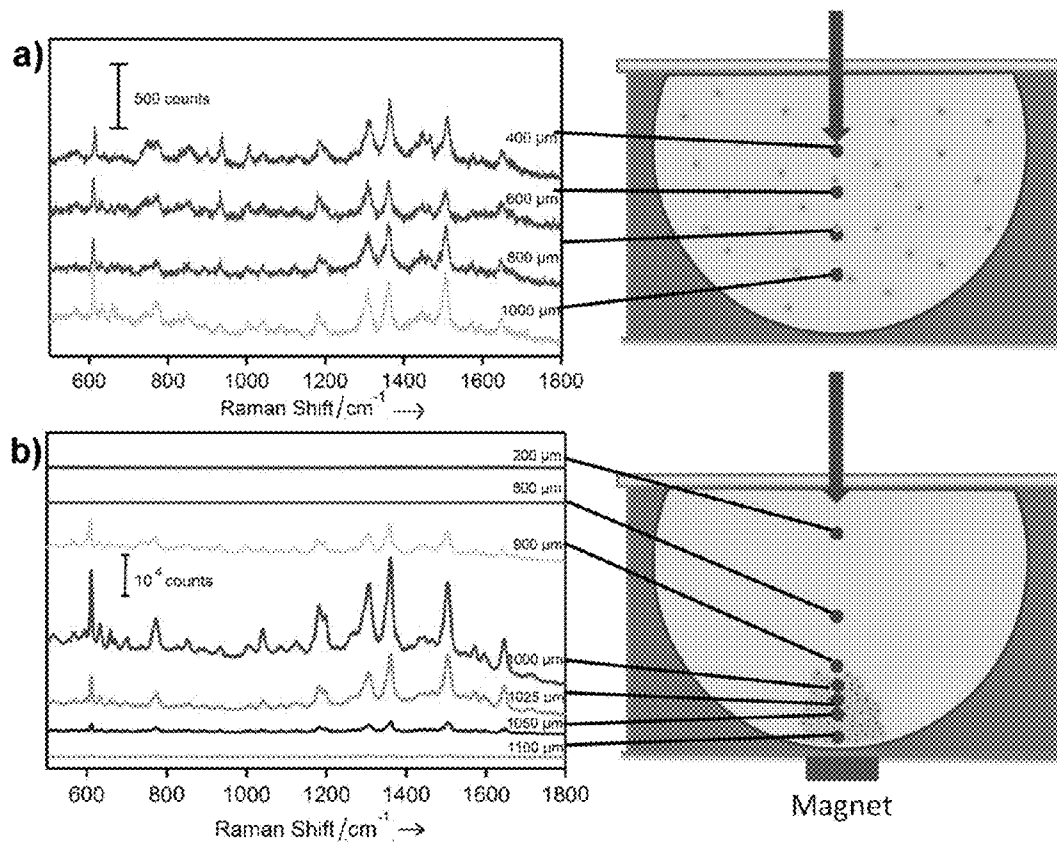 a)
500 counts
400 µm
600 µm
800 µm
1000 µm
600 800 1000 1200 1400 1600 1800
Raman Shift/cm⁻¹ ---->
b)
200 µm
800 µm
900 µm
10⁻⁴ counts
1000 µm
1025 µm
1050 µm
1100 µm
600 800 1000 1200 1400 1600 1800
Raman Shift/cm⁻¹ —>
Magnet